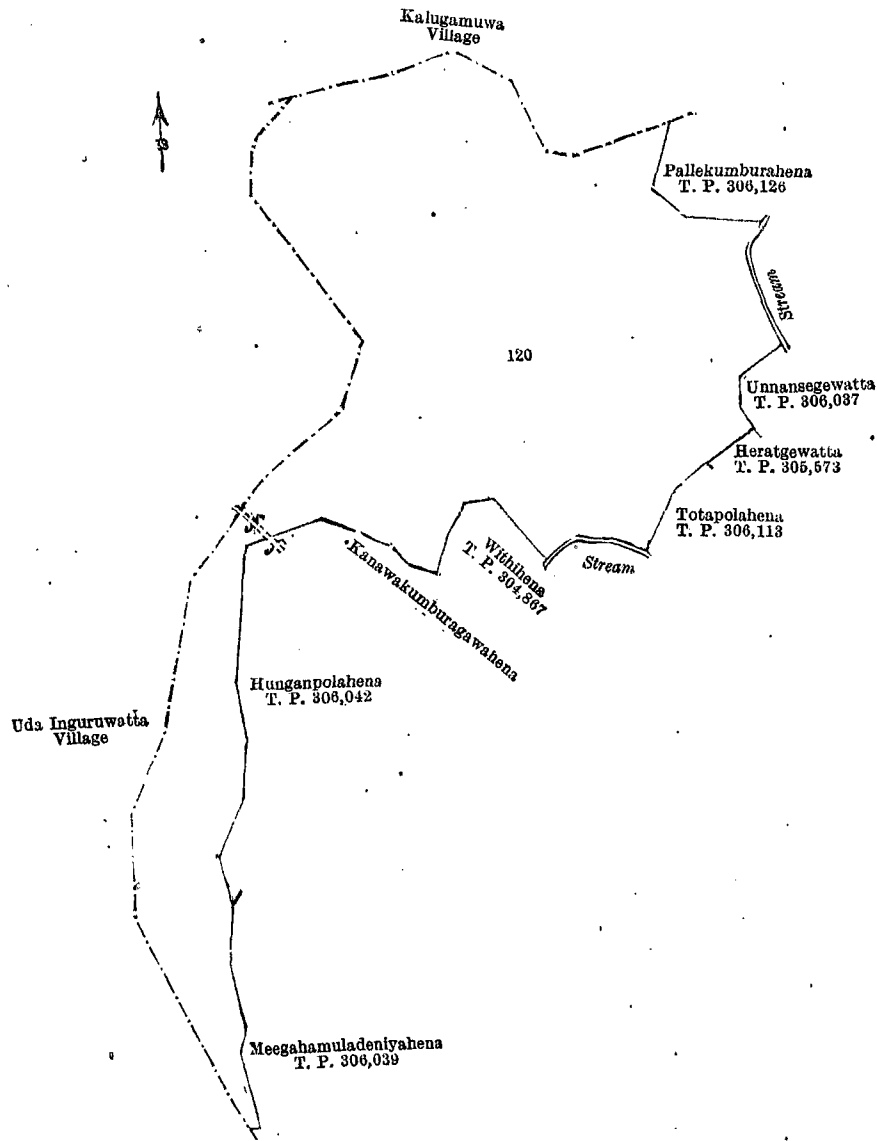 Kalugamuwa
Village
Pallekumburahena
T. P. 306,126
Stream
120
Unnansegewatta
T. P. 306,037
Heratgewatta
T. P. 305,573
Totapolahena
T. P. 306,113
Withihena
T. P. 304,867
Stream
Kanawakumburagawahena
Hunganpolahena
T. P. 306,042
Uda Inguruwatta
Village
Meegahamuladeniyahena
T. P. 306,039